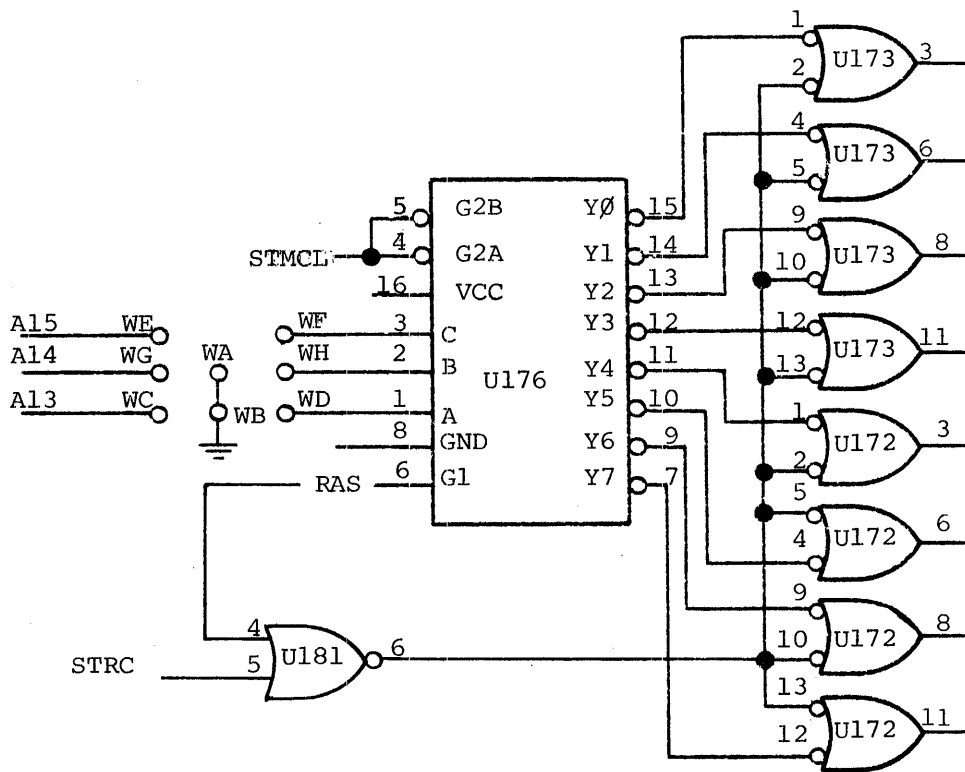 1
U173
3
2
4
U173
6
5
5
G2B
YØ
15
9
U173
8
STMCL
4
G2A
Y1
14
10
16
VCC
Y2
13
A15
WE
WF
3
C
Y3
12
12
U173
11
A14
WG
WA
WH
2
B
U176
Y4
11
13
A13
WC
WB
WD
1
A
Y5
10
1
U172
3
8
GND
Y6
9
2
RAS
6
G1
Y7
7
5
U172
6
4
9
U172
8
10
4
U181
6
STRC
5
13
U172
11
12